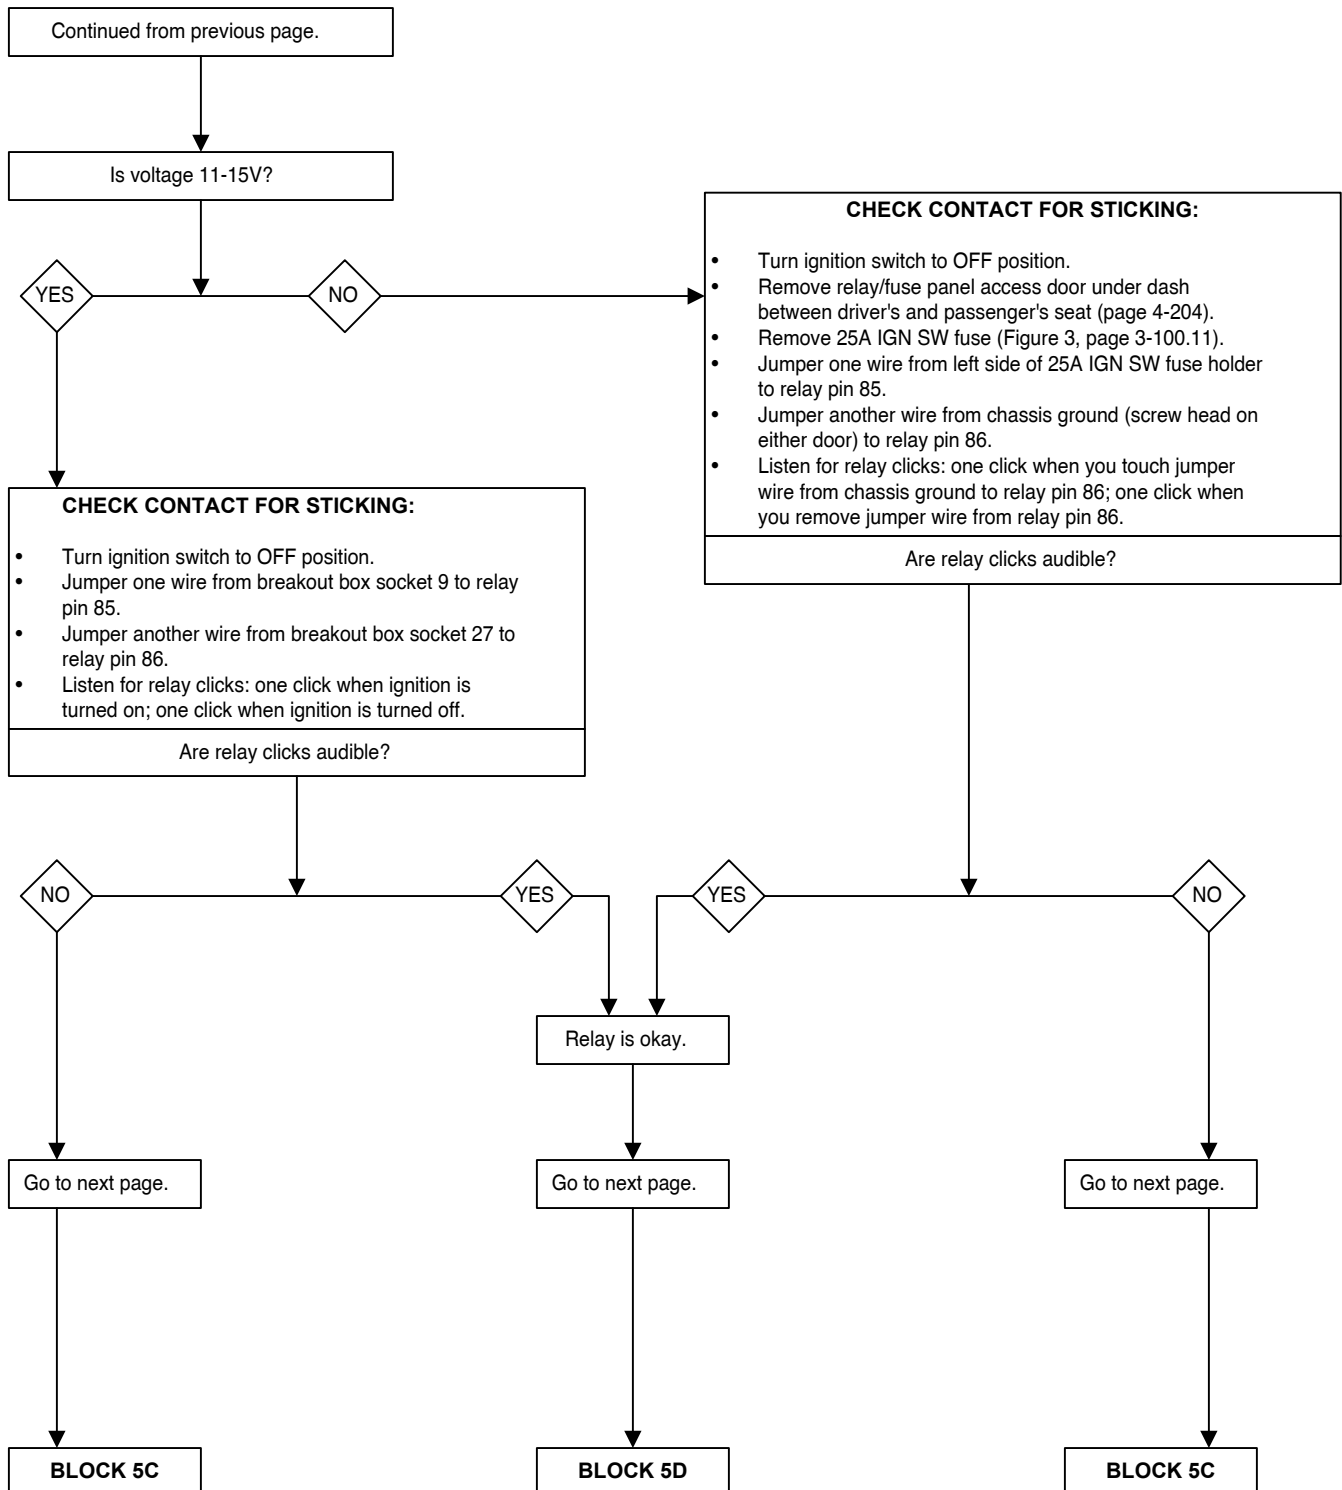 Continued from previous page.
Is voltage 11-15V?
YES
NO
CHECK CONTACT FOR STICKING:
• Turn ignition switch to OFF position.
• Remove relay/fuse panel access door under dash
between driver's and passenger's seat (page 4-204).
• Remove 25A IGN SW fuse (Figure 3, page 3-100.11).
• Jumper one wire from left side of 25A IGN SW fuse holder
to relay pin 85.
• Jumper another wire from chassis ground (screw head on
either door) to relay pin 86.
• Listen for relay clicks: one click when you touch jumper
wire from chassis ground to relay pin 86; one click when
you remove jumper wire from relay pin 86.
Are relay clicks audible?
CHECK CONTACT FOR STICKING:
• Turn ignition switch to OFF position.
• Jumper one wire from breakout box socket 9 to relay
pin 85.
• Jumper another wire from breakout box socket 27 to
relay pin 86.
• Listen for relay clicks: one click when ignition is
turned on; one click when ignition is turned off.
Are relay clicks audible?
NO
YES
YES
NO
Relay is okay.
Go to next page.
Go to next page.
Go to next page.
BLOCK 5C
BLOCK 5D
BLOCK 5C